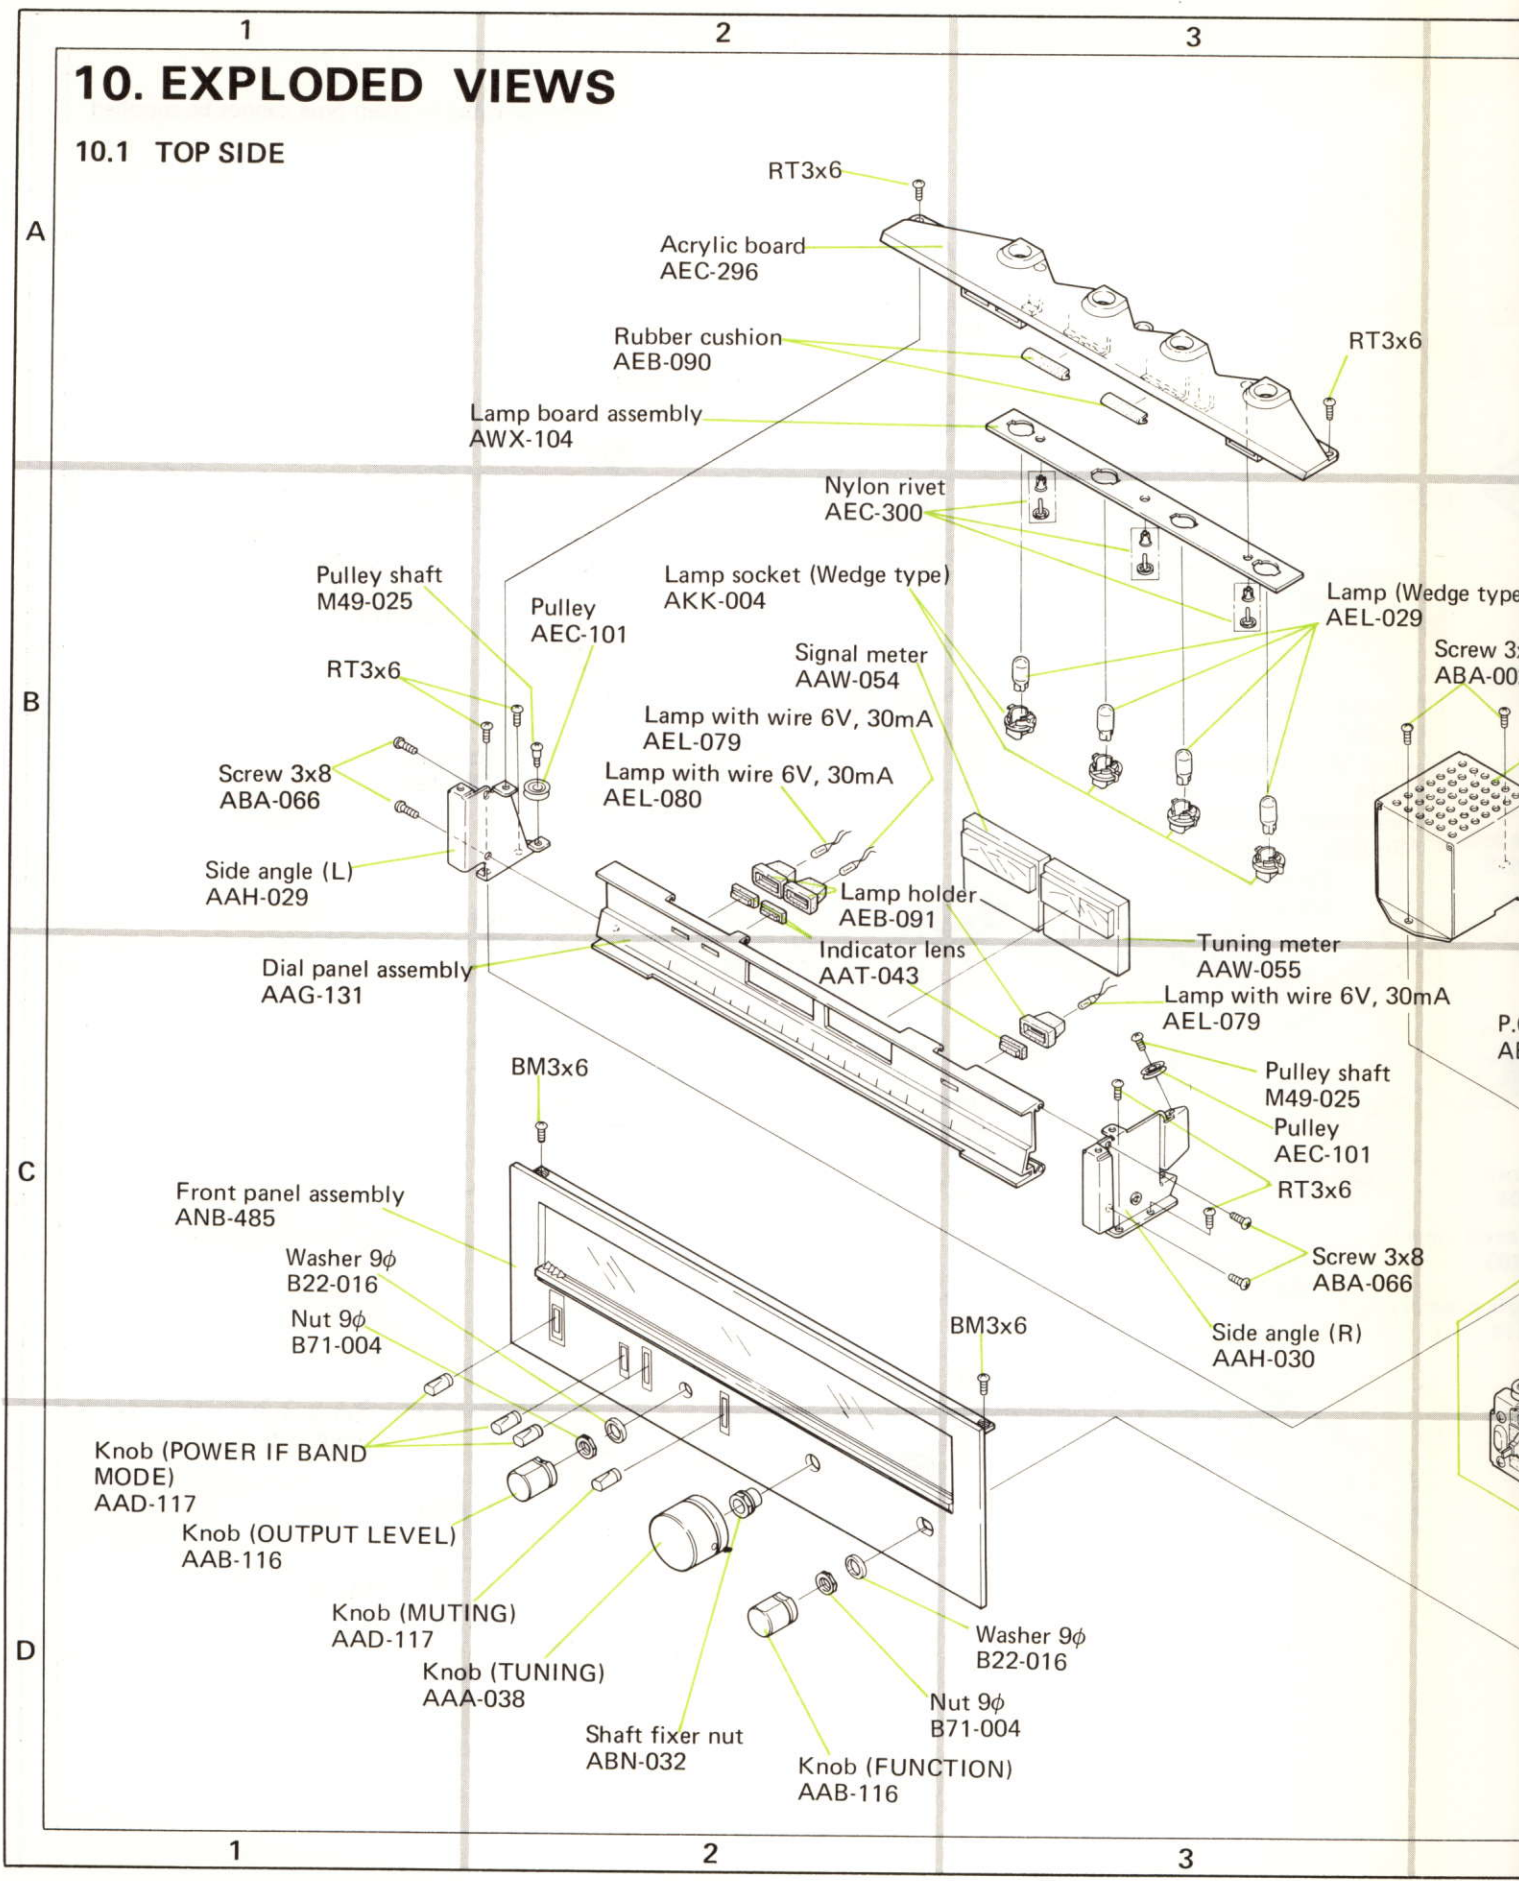 1 2 3
10. EXPLODED VIEWS
10.1 TOP SIDE
A
RT3x6
Acrylic board
AEC-296
Rubber cushion
AEB-090
RT3x6
Lamp board assembly
AWX-104
Nylon rivet
AEC-300
B
Pulley shaft
M49-025
Pulley
AEC-101
Lamp socket (Wedge type)
AKK-004
Lamp (Wedge type
AEL-029
RT3x6
Signal meter
AAW-054
Screw 3x
ABA-00
Lamp with wire 6V, 30mA
AEL-079
Lamp with wire 6V, 30mA
AEL-080
Screw 3x8
ABA-066
Side angle (L)
AAH-029
Lamp holder
AEB-091
Indicator lens
AAT-043
Tuning meter
AAW-055
Dial panel assembly
AAG-131
Lamp with wire 6V, 30mA
AEL-079
C
BM3x6
Pulley shaft
M49-025
Pulley
AEC-101
RT3x6
Front panel assembly
ANB-485
Washer 9ϕ
B22-016
Nut 9ϕ
B71-004
Screw 3x8
ABA-066
BM3x6
Side angle (R)
AAH-030
D
Knob (POWER IF BAND
MODE)
AAD-117
Knob (OUTPUT LEVEL)
AAB-116
Knob (MUTING)
AAD-117
Knob (TUNING)
AAA-038
Shaft fixer nut
ABN-032
Washer 9ϕ
B22-016
Nut 9ϕ
B71-004
Knob (FUNCTION)
AAB-116
1 2 3